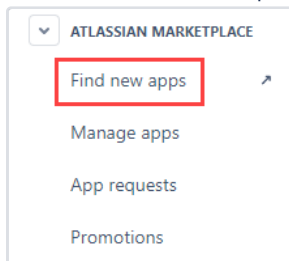 ATLASSIAN MARKETPLACE
Find new apps
Manage apps
App requests
Promotions